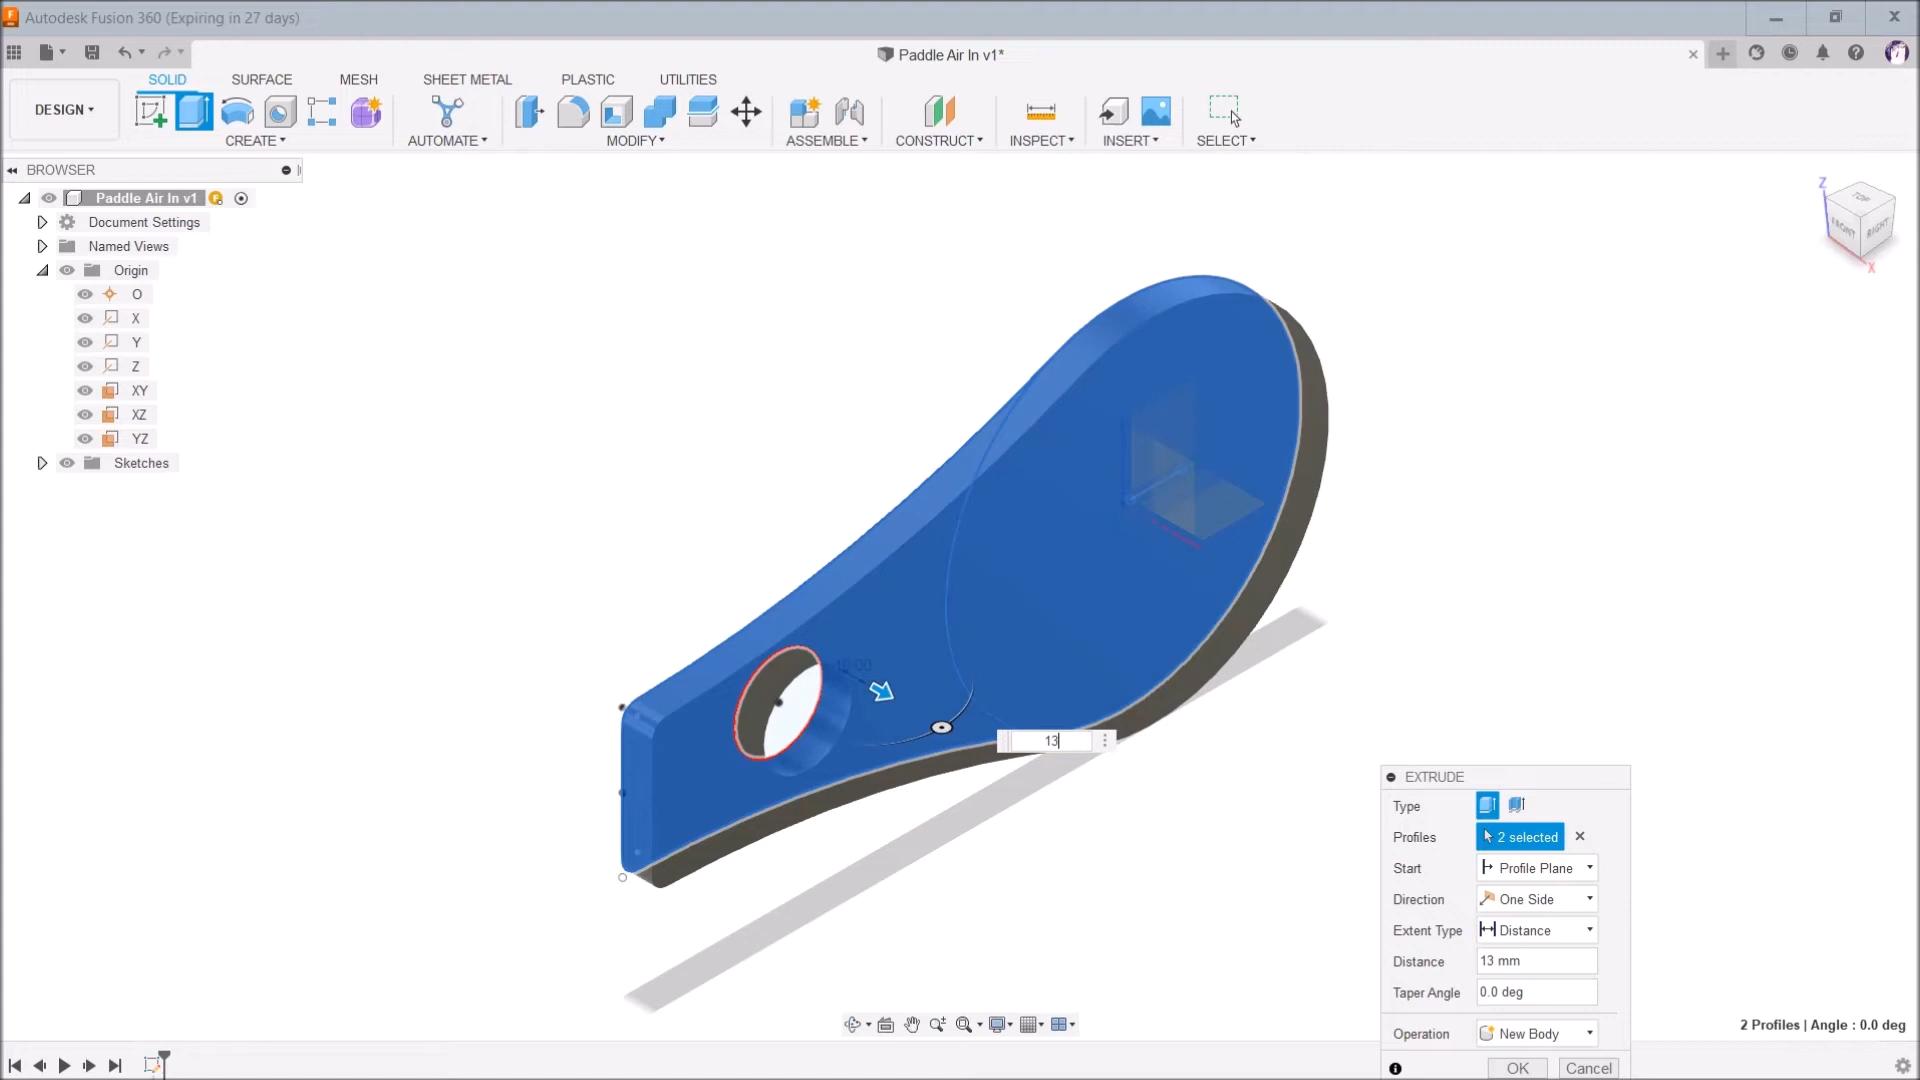 Autodesk Fusion 360 (Expiring in 27 days)
Paddle Air In v1*
SOLID SURFACE MESH SHEET METAL PLASTIC UTILITIES
DESIGN
CREATE AUTOMATE MODIFY ASSEMBLE CONSTRUCT INSPECT INSERT SELECT
BROWSER
Paddle Air In v1
Document Settings
Named Views
Origin
O
X
Y
Z
XY
XZ
YZ
Sketches
Z
TOP
FRONT RIGHT
X
13
EXTRUDE
Type
Profiles 2 selected
Start Profile Plane
Direction One Side
Extent Type Distance
Distance 13 mm
Taper Angle 0.0 deg
Operation New Body
OK Cancel
2 Profiles | Angle : 0.0 deg